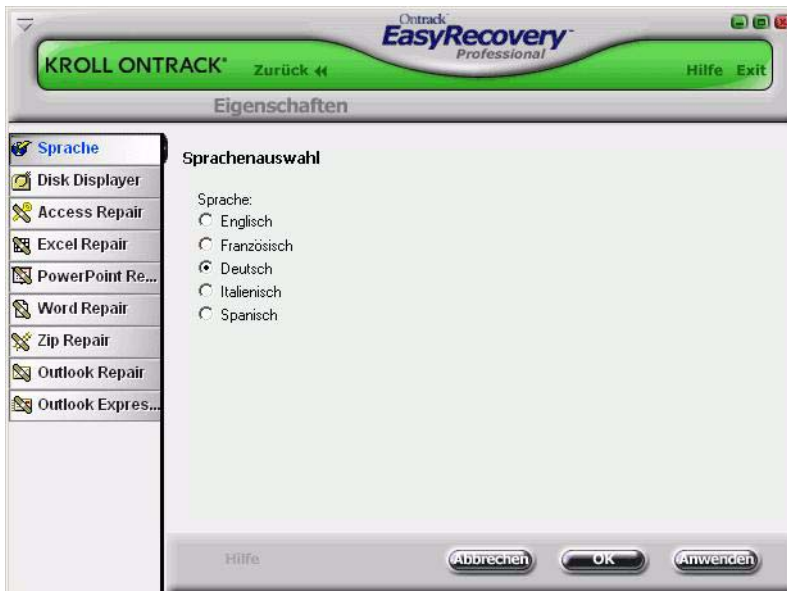 Ontrack
EasyRecovery
Professional
KROLL ONTRACK®
Zurück
Hilfe Exit
Eigenschaften
Sprache
Disk Displayer
Access Repair
Excel Repair
PowerPoint Re...
Word Repair
Zip Repair
Outlook Repair
Outlook Expres...
Sprachenauswahl
Sprache:
Englisch
Französisch
Deutsch
Italienisch
Spanisch
Hilfe
Abbrechen
OK
Anwenden